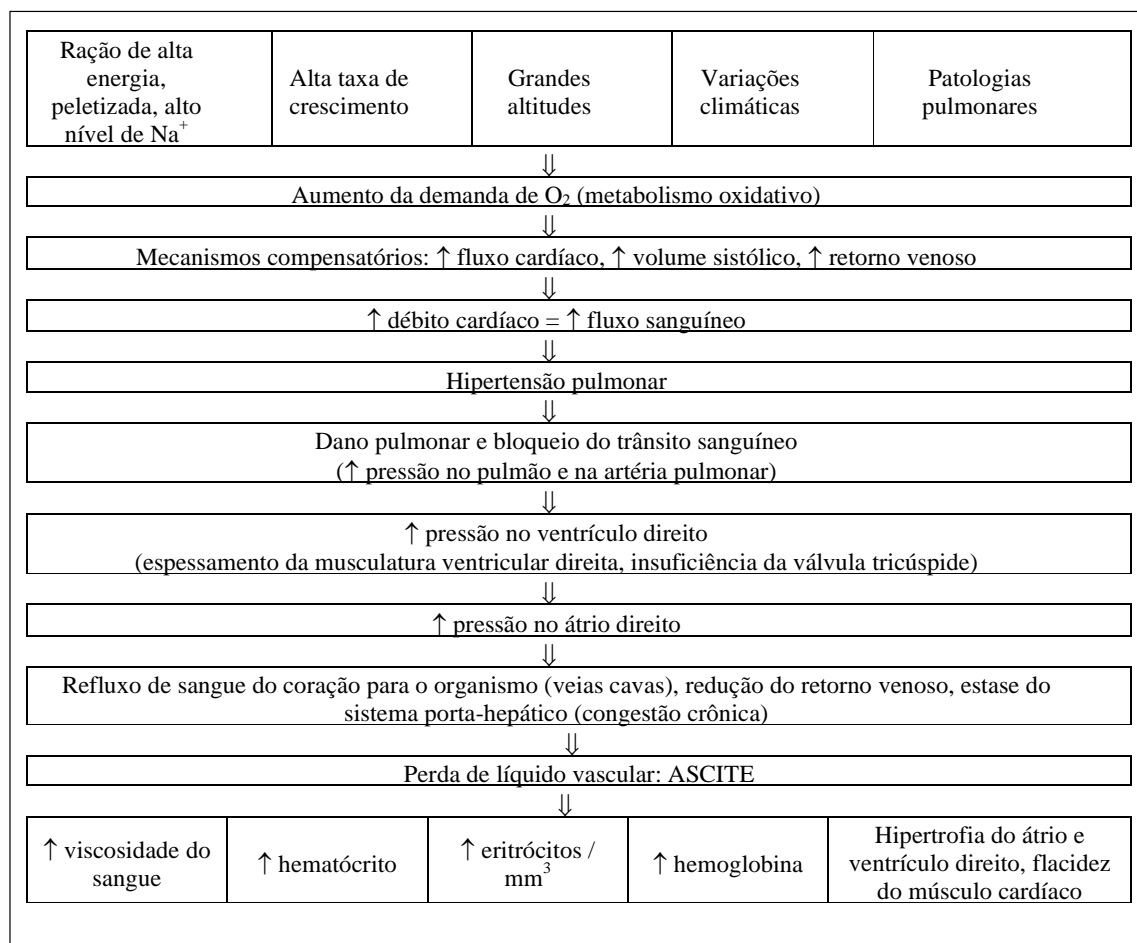 Ração de alta
energia,
peletizada, alto
nível de Na+
Alta taxa de
crescimento
Grandes
altitudes
Variações
climáticas
Patologias
pulmonares
⇓
Aumento da demanda de O2 (metabolismo oxidativo)
⇓
Mecanismos compensatórios: ↑ fluxo cardíaco, ↑ volume sistólico, ↑ retorno venoso
⇓
↑ débito cardíaco = ↑ fluxo sanguíneo
⇓
Hipertensão pulmonar
⇓
Dano pulmonar e bloqueio do trânsito sanguíneo
(↑ pressão no pulmão e na artéria pulmonar)
⇓
↑ pressão no ventrículo direito
(espessamento da musculatura ventricular direita, insuficiência da válvula tricúspide)
⇓
↑ pressão no átrio direito
⇓
Refluxo de sangue do coração para o organismo (veias cavas), redução do retorno venoso, estase do
sistema porta-hepático (congestão crônica)
⇓
Perda de líquido vascular: ASCITE
⇓
↑ viscosidade do
sangue
↑ hematócrito
↑ eritrócitos /
mm3
↑ hemoglobina
Hipertrofia do átrio e
ventrículo direito, flacidez
do músculo cardíaco